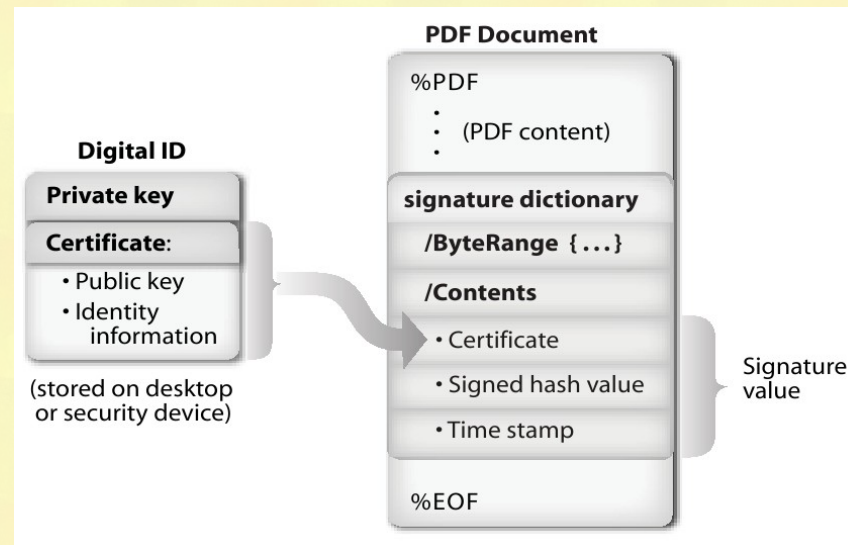 Digital ID
Private key
Certificate:
• Public key
• Identity
information
(stored on desktop
or security device)
PDF Document
%PDF
•
• (PDF content)
•
signature dictionary
/ByteRange {...}
/Contents
• Certificate
• Signed hash value
• Time stamp
%EOF
Signature
value